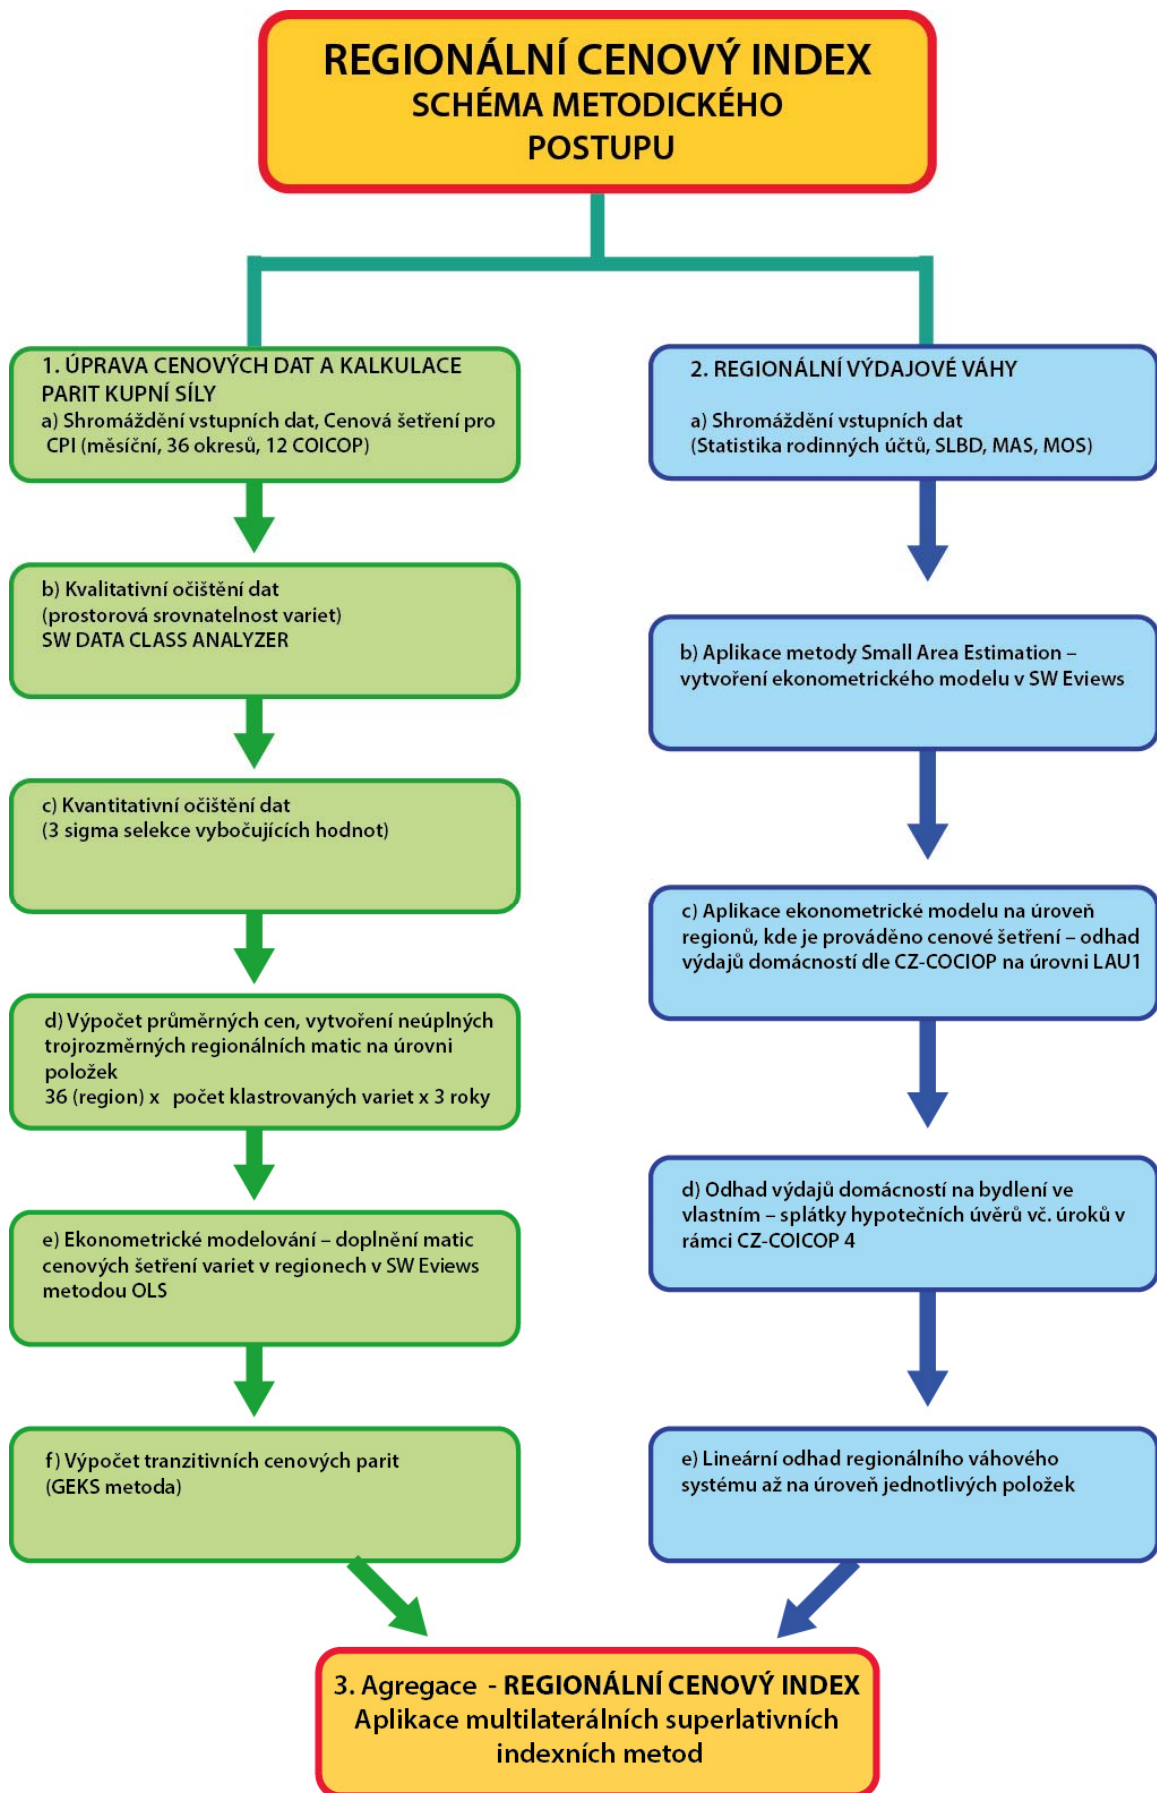 REGIONÁLNÍ CENOVÝ INDEX
SCHÉMA METODICKÉHO
POSTUPU
1. ÚPRAVA CENOVÝCH DAT A KALKULACE
PARIT KUPNÍ SÍLY
a) Shromáždění vstupních dat, Cenová šetření pro
CPI (měsíční, 36 okresů, 12 COICOP)
b) Kvalitativní očištění dat
(prostorová srovnatelnost variet)
SW DATA CLASS ANALYZER
c) Kvantitativní očištění dat
(3 sigma selekce vybočujících hodnot)
d) Výpočet průměrných cen, vytvoření neúplných
trojrozměrných regionálních matic na úrovni
položek
36 (region) x počet klastrovaných variet x 3 roky
e) Ekonometrické modelování – doplnění matic
cenových šetření variet v regionech v SW Eviews
metodou OLS
f) Výpočet tranzitivních cenových parit
(GEKS metoda)
2. REGIONÁLNÍ VÝDAJOVÉ VÁHY
a) Shromáždění vstupních dat
(Statistika rodinných účtů, SLBD, MAS, MOS)
b) Aplikace metody Small Area Estimation –
vytvoření ekonometrického modelu v SW Eviews
c) Aplikace ekonometrické modelu na úroveň
regionů, kde je prováděno cenové šetření – odhad
výdajů domácností dle CZ-COCIOP na úrovni LAU1
d) Odhad výdajů domácností na bydlení ve
vlastním – splátky hypotečních úvěrů vč. úroků v
rámci CZ-COICOP 4
e) Lineární odhad regionálního váhového
systému až na úroveň jednotlivých položek
3. Agregace - REGIONÁLNÍ CENOVÝ INDEX
Aplikace multilaterálních superlativních
indexních metod